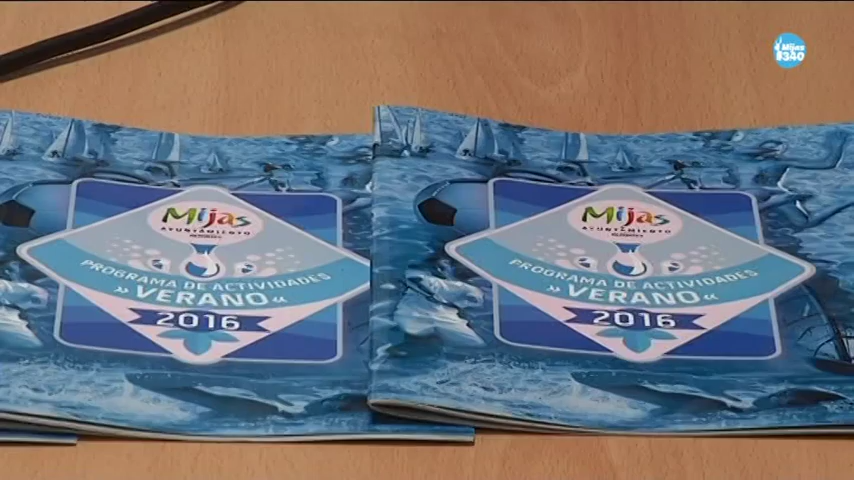 Mijas
340
Mijas
AYUNTAMIENTO
PROGRAMA DE ACTIVIDADES
» VERANO «
2016
Mijas
AYUNTAMIENTO
PROGRAMA DE ACTIVIDADES
» VERANO «
2016